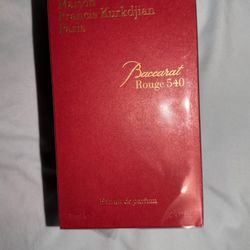 Maison
Francis Kurkdjian
Paris
Baccarat
Rouge 540
Extrait de parfum